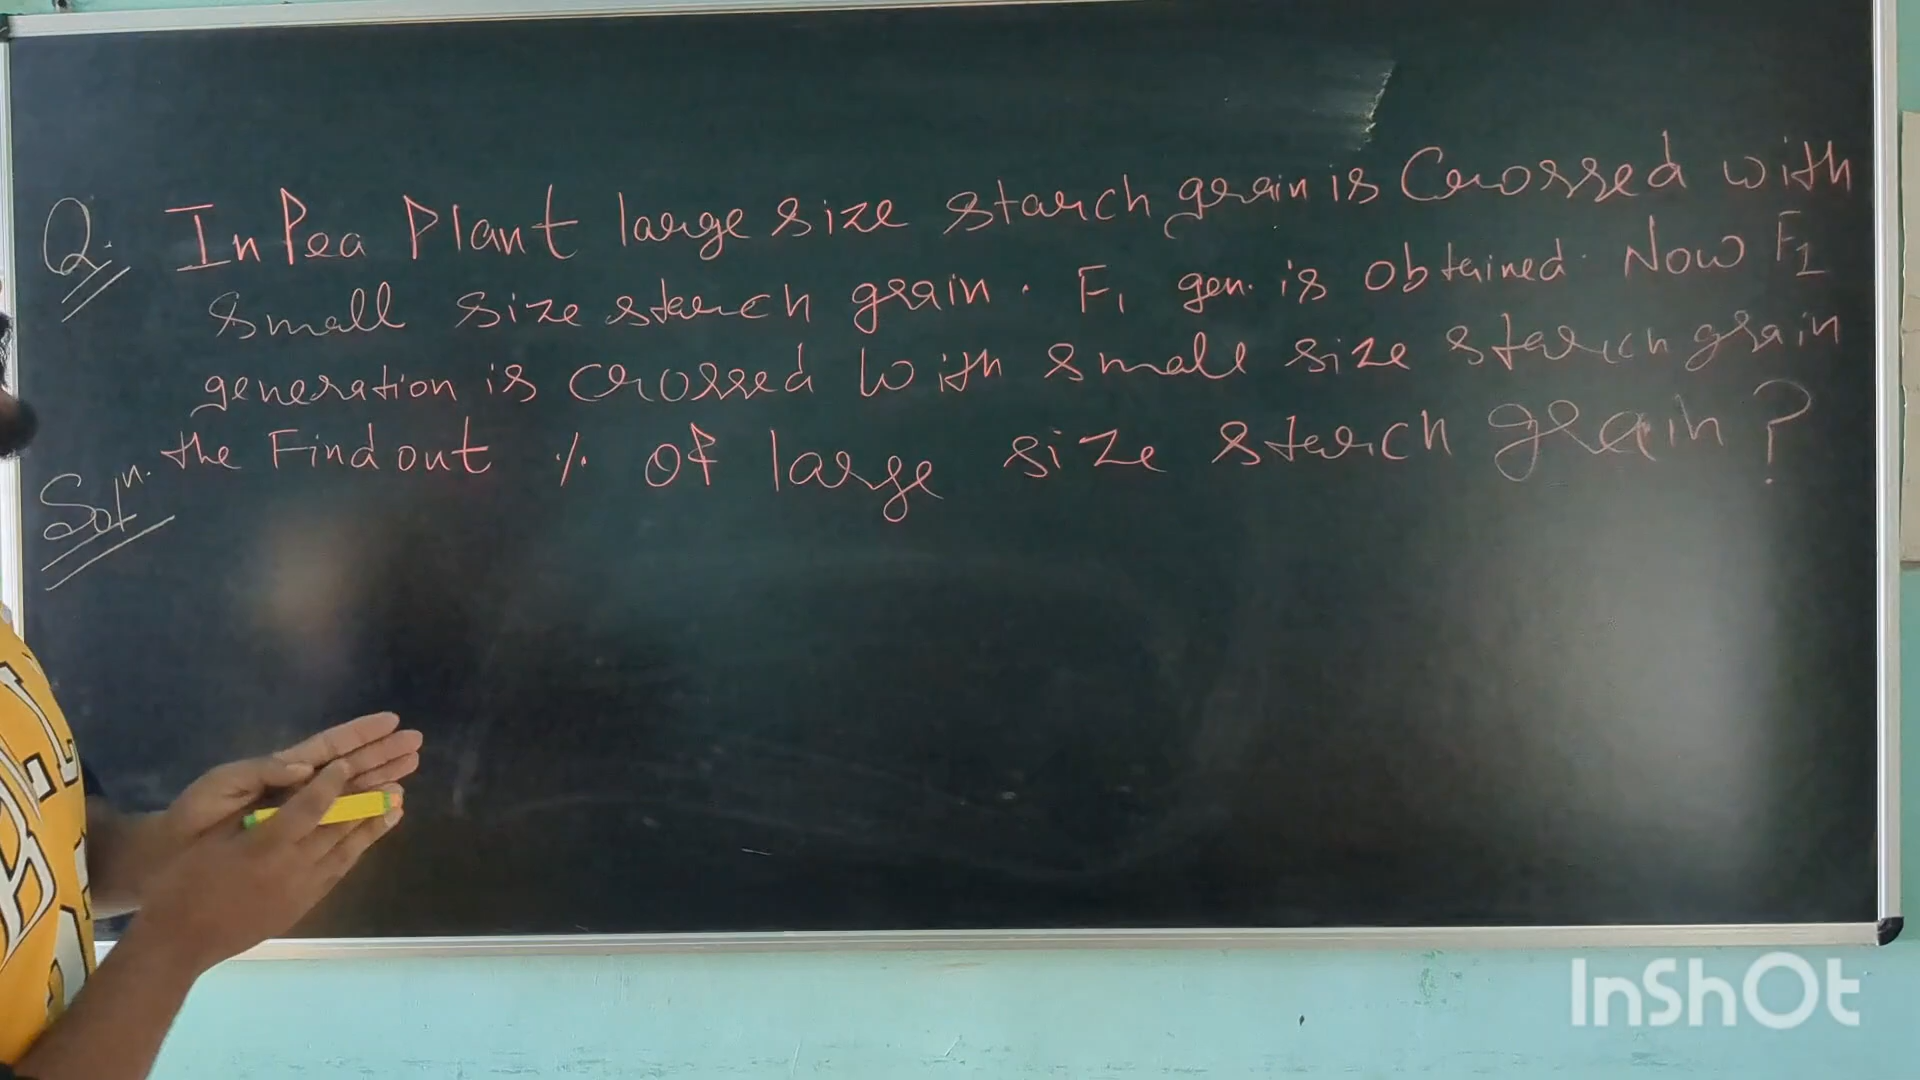 Q. In Pea Plant large size starch grain is Crossed with
small size starch grain. F1 gen. is obtained. Now F1
generation is crossed with small size starch grain
the Find out % of large size starch grain?
Soln.
InShOt